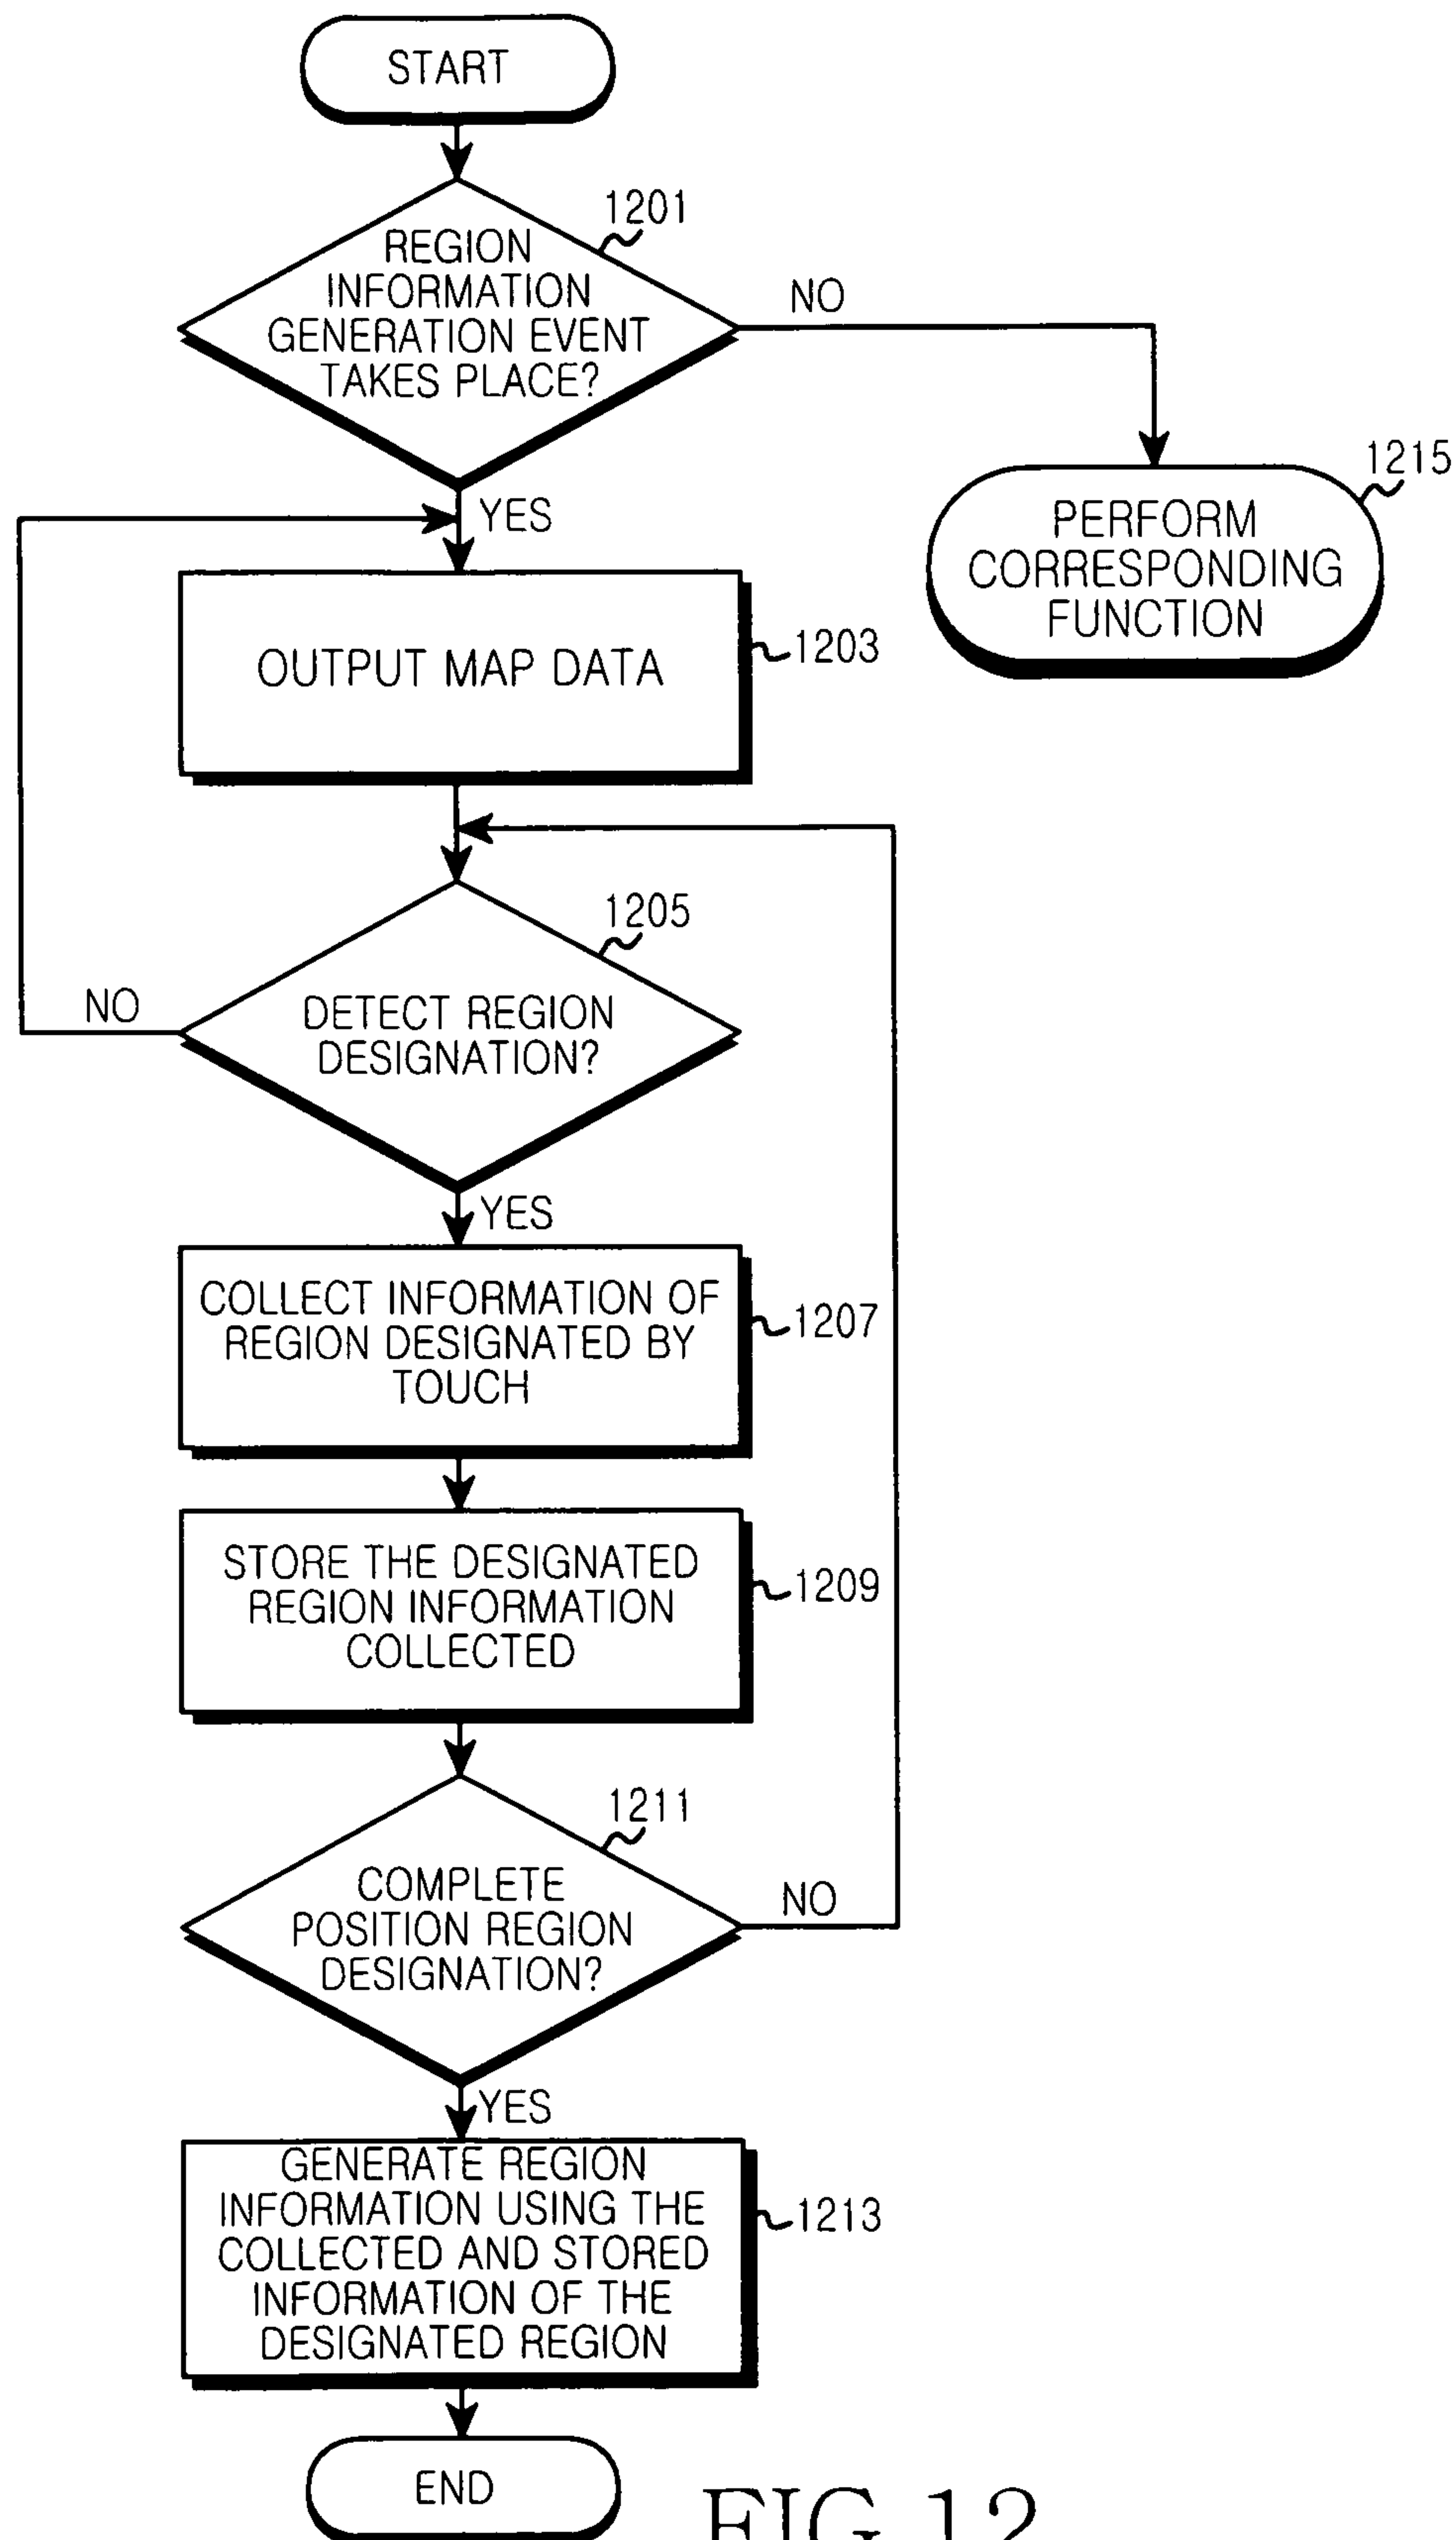 START
1201
REGION
INFORMATION
GENERATION EVENT
TAKES PLACE?
NO
YES
1215
PERFORM
CORRESPONDING
FUNCTION
OUTPUT MAP DATA
1203
1205
DETECT REGION
DESIGNATION?
NO
YES
COLLECT INFORMATION OF
REGION DESIGNATED BY
TOUCH
1207
STORE THE DESIGNATED
REGION INFORMATION
COLLECTED
1209
1211
COMPLETE
POSITION REGION
DESIGNATION?
NO
YES
GENERATE REGION
INFORMATION USING THE
COLLECTED AND STORED
INFORMATION OF THE
DESIGNATED REGION
1213
END
FIG.12